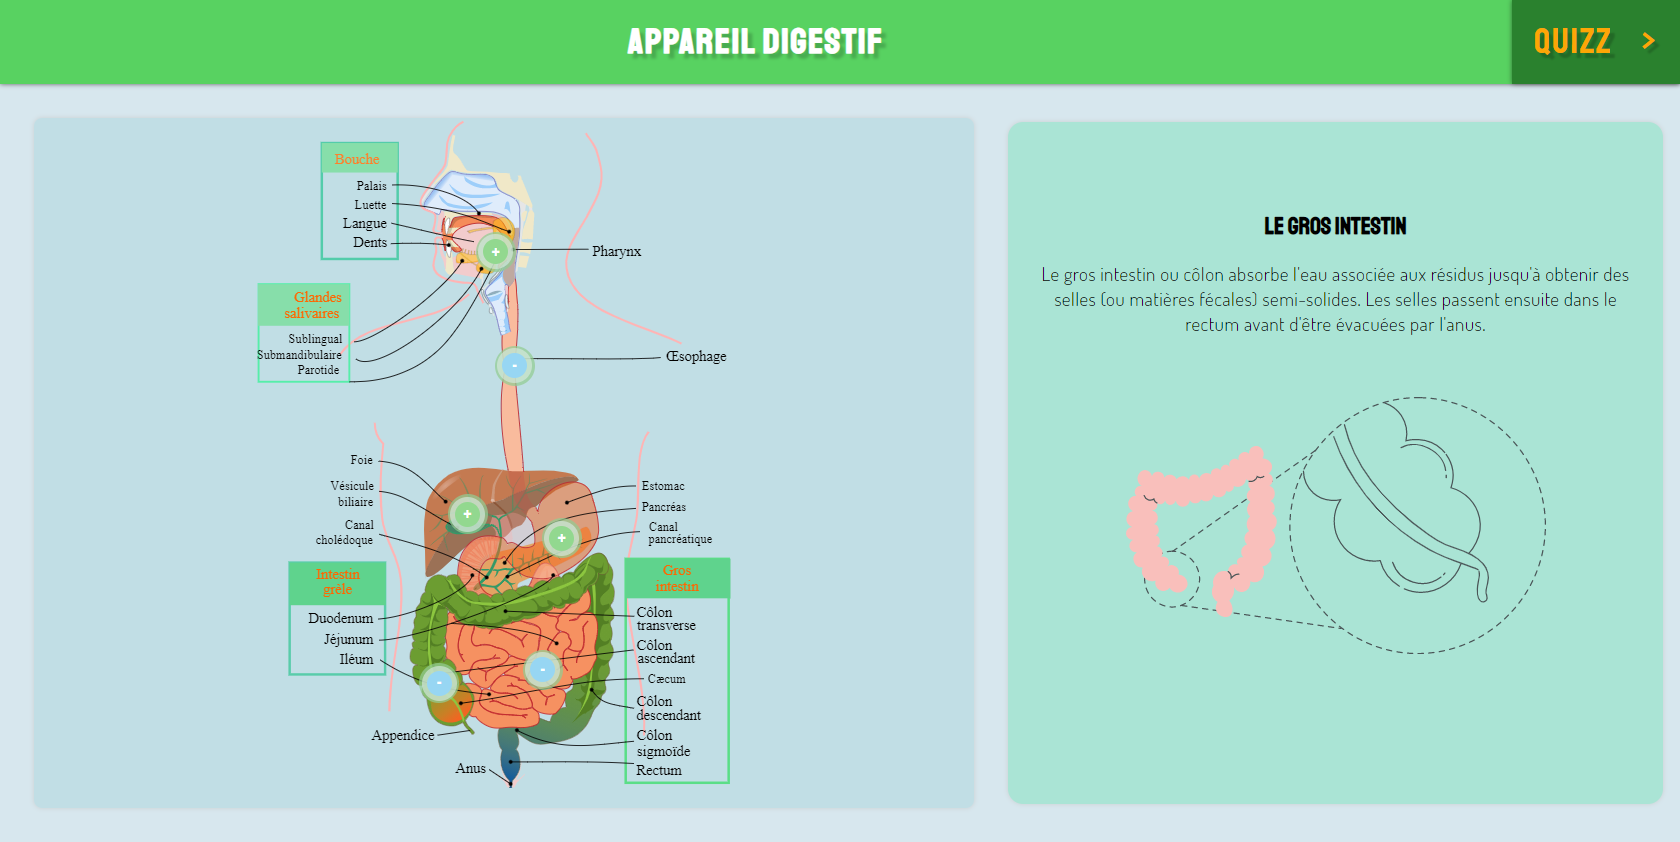 APPAREIL DIGESTIF
QUIZZ >
Bouche
Palais
Luette
Langue
Dents
Pharynx
Glandes
salivaires
Sublingual
Submandibulaire
Parotide
Œsophage
Foie
Vésicule
biliaire
Canal
cholédoque
Estomac
Pancréas
Canal
pancréatique
Intestin
grêle
Duodenum
Jéjunum
Iléum
Gros
intestin
Côlon
transverse
Côlon
ascendant
Cæcum
Côlon
descendant
Côlon
sigmoïde
Rectum
Appendice
Anus
+
-
+
+
-
-
LE GROS INTESTIN
Le gros intestin ou côlon absorbe l'eau associée aux résidus jusqu'à obtenir des
selles (ou matières fécales) semi-solides. Les selles passent ensuite dans le
rectum avant d'être évacuées par l'anus.